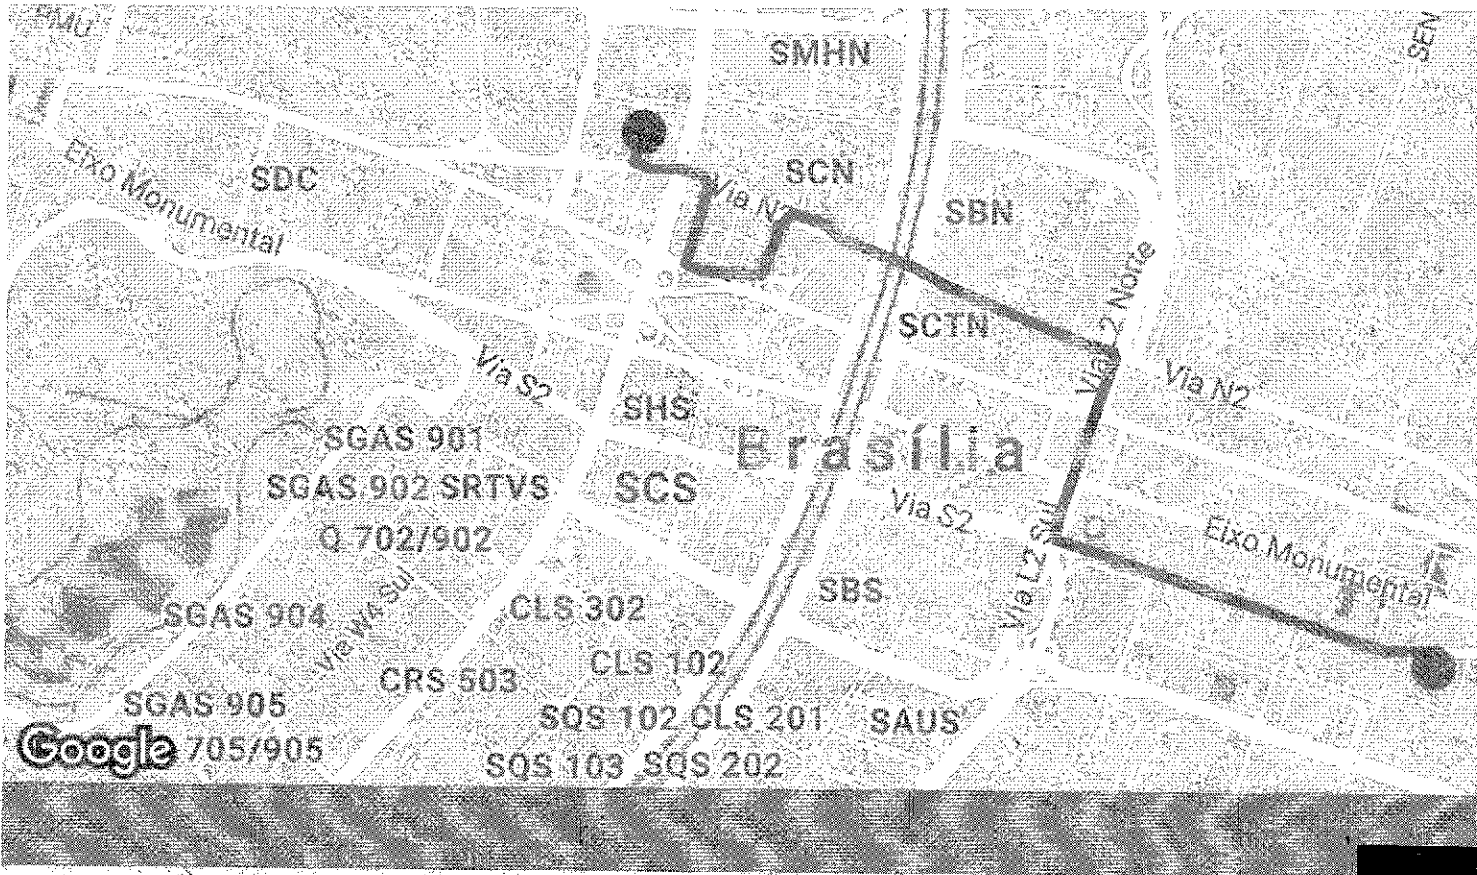 PMU
SMHN
SEN
Eixo Monumental
SDC
SCN
Via N2
SBN
Via L2 Norte
SCTN
Via S2
Via N2
SHS
SGAS 901
Brasília
SGAS 902 SRTVS
SCS
Via S2
Q 702/902
Eixo Monumental
Via L2 Sul
SBS
SGAS 904
Via W4 Sul
CLS 302
CLS 102
CRS 503
SGAS 905
SQS 102 CLS 201
SAUS
Google 705/905
SQS 103 SQS 202